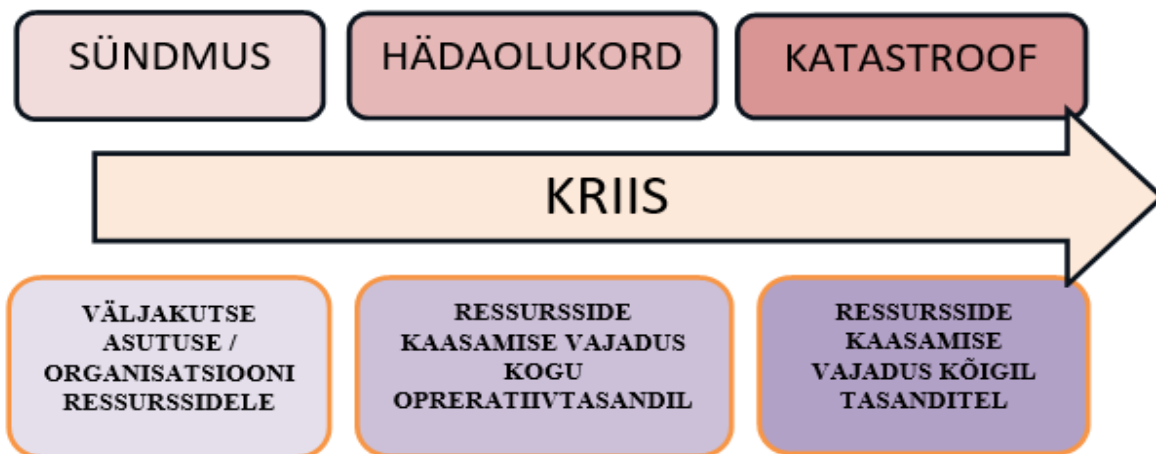 SÜNDMUS
HÄDAOLUKORD
KATASTROOF
KRIIS
VÄLJAKUTSE
ASUTUSE /
ORGANISATSIOONI
RESSURSSIDELE
RESSURSSIDE
KAASAMISE VAJADUS
KOGU
OPRERATIIVTASANDIL
RESSURSSIDE
KAASAMISE
VAJADUS KÕIGIL
TASANDITEL